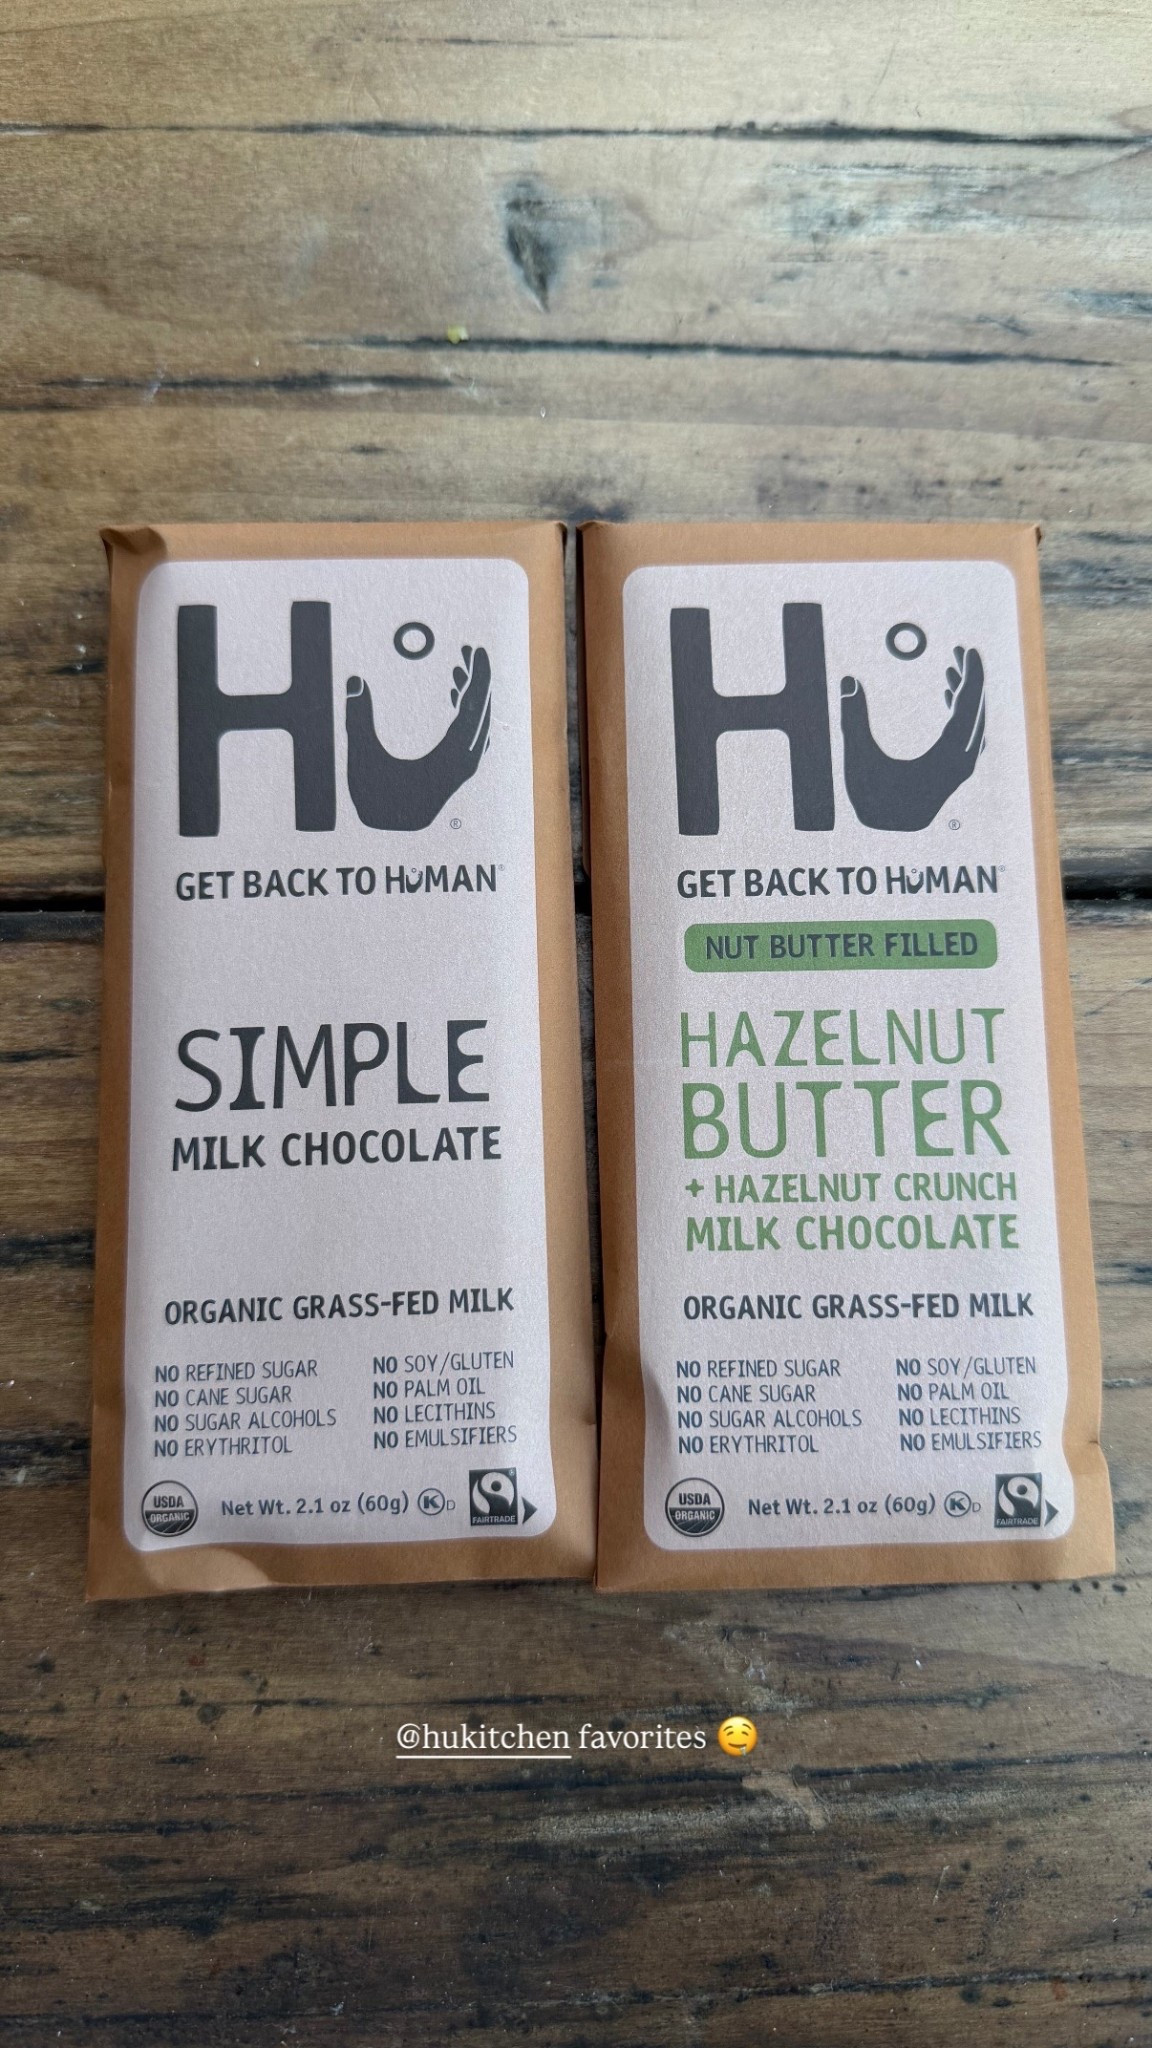 Hu
®
GET BACK TO HUMAN®
SIMPLE
MILK CHOCOLATE
ORGANIC GRASS-FED MILK
NO REFINED SUGAR
NO CANE SUGAR
NO SUGAR ALCOHOLS
NO ERYTHRITOL
NO SOY/GLUTEN
NO PALM OIL
NO LECITHINS
NO EMULSIFIERS
USDA
ORGANIC
Net Wt. 2.1 oz (60g)
K D
FAIRTRADE
Hu
®
GET BACK TO HUMAN®
NUT BUTTER FILLED
HAZELNUT
BUTTER
+ HAZELNUT CRUNCH
MILK CHOCOLATE
ORGANIC GRASS-FED MILK
NO REFINED SUGAR
NO CANE SUGAR
NO SUGAR ALCOHOLS
NO ERYTHRITOL
NO SOY/GLUTEN
NO PALM OIL
NO LECITHINS
NO EMULSIFIERS
USDA
ORGANIC
Net Wt. 2.1 oz (60g)
K D
FAIRTRADE
@hukitchen favorites 🤤